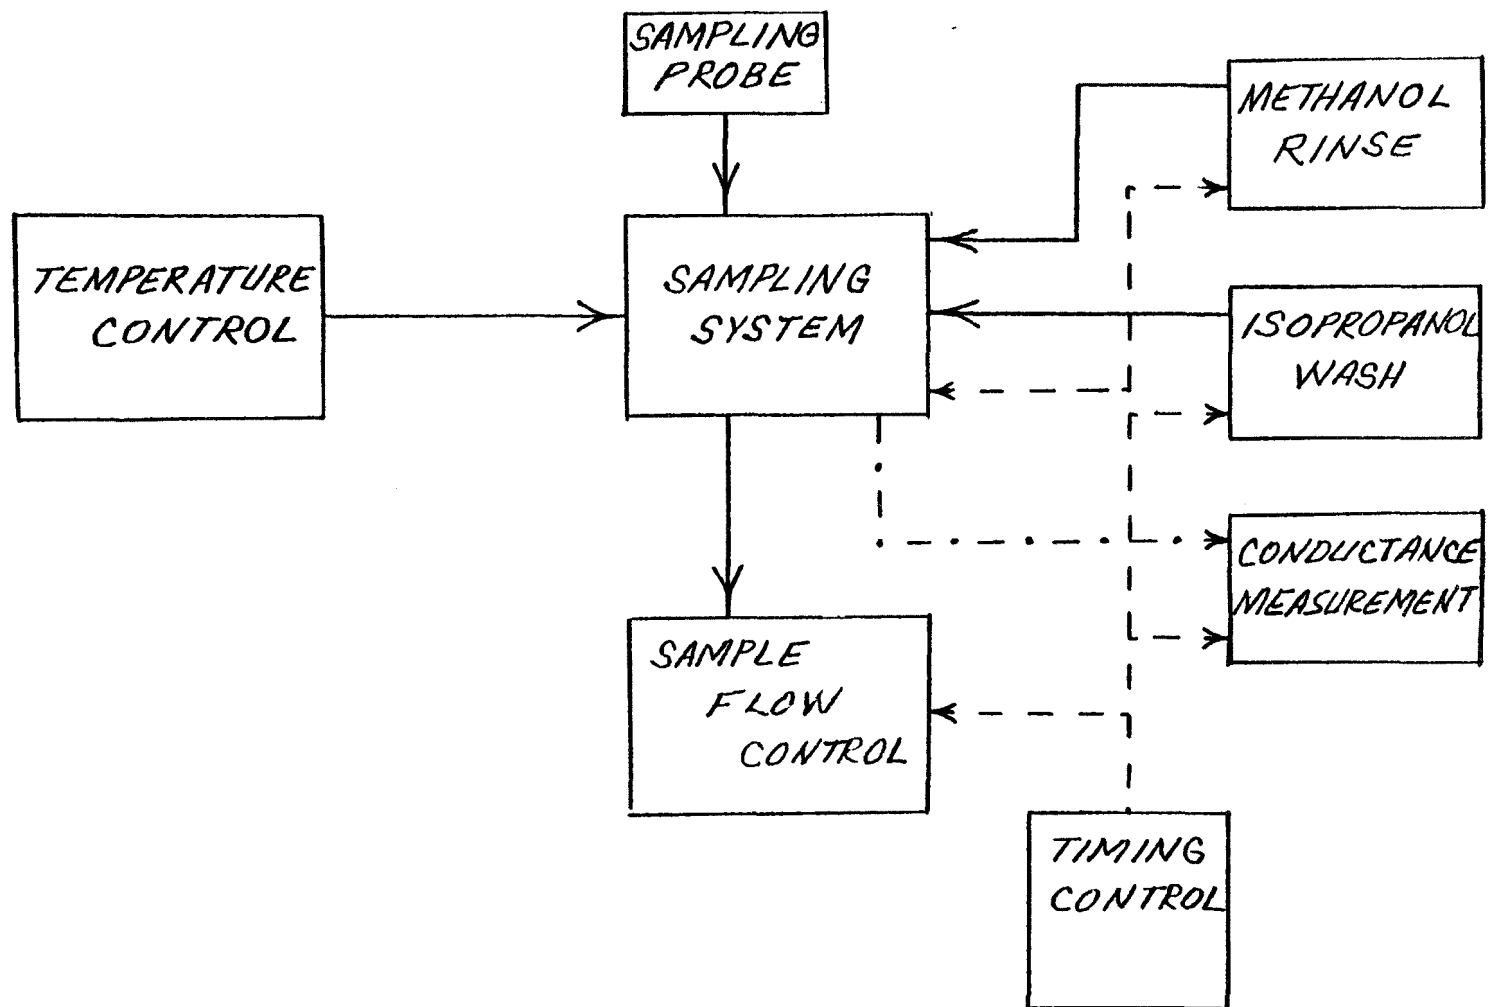 SAMPLING
PROBE
METHANOL
RINSE
TEMPERATURE
CONTROL
SAMPLING
SYSTEM
ISOPROPANOL
WASH
CONDUCTANCE
MEASUREMENT
SAMPLE
FLOW
CONTROL
TIMING
CONTROL